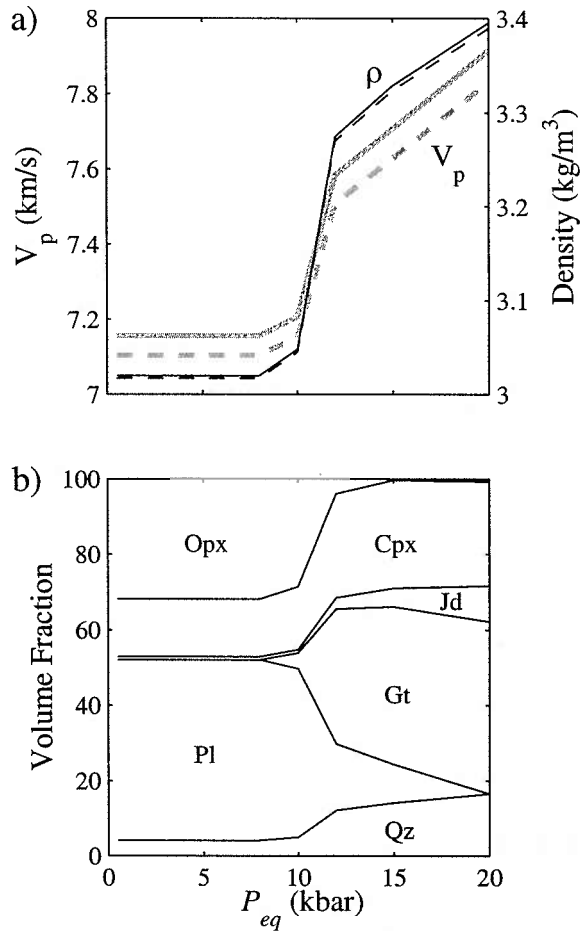 a)
8
7.8
7.6
7.4
7.2
7
V_p (km/s)
3.4
3.3
3.2
3.1
3
Density (kg/m³)
ρ
V_p
b)
100
80
60
40
20
0
Volume Fraction
Opx
Cpx
Jd
Gt
Pl
Qz
0 5 10 15 20
P_eq (kbar)